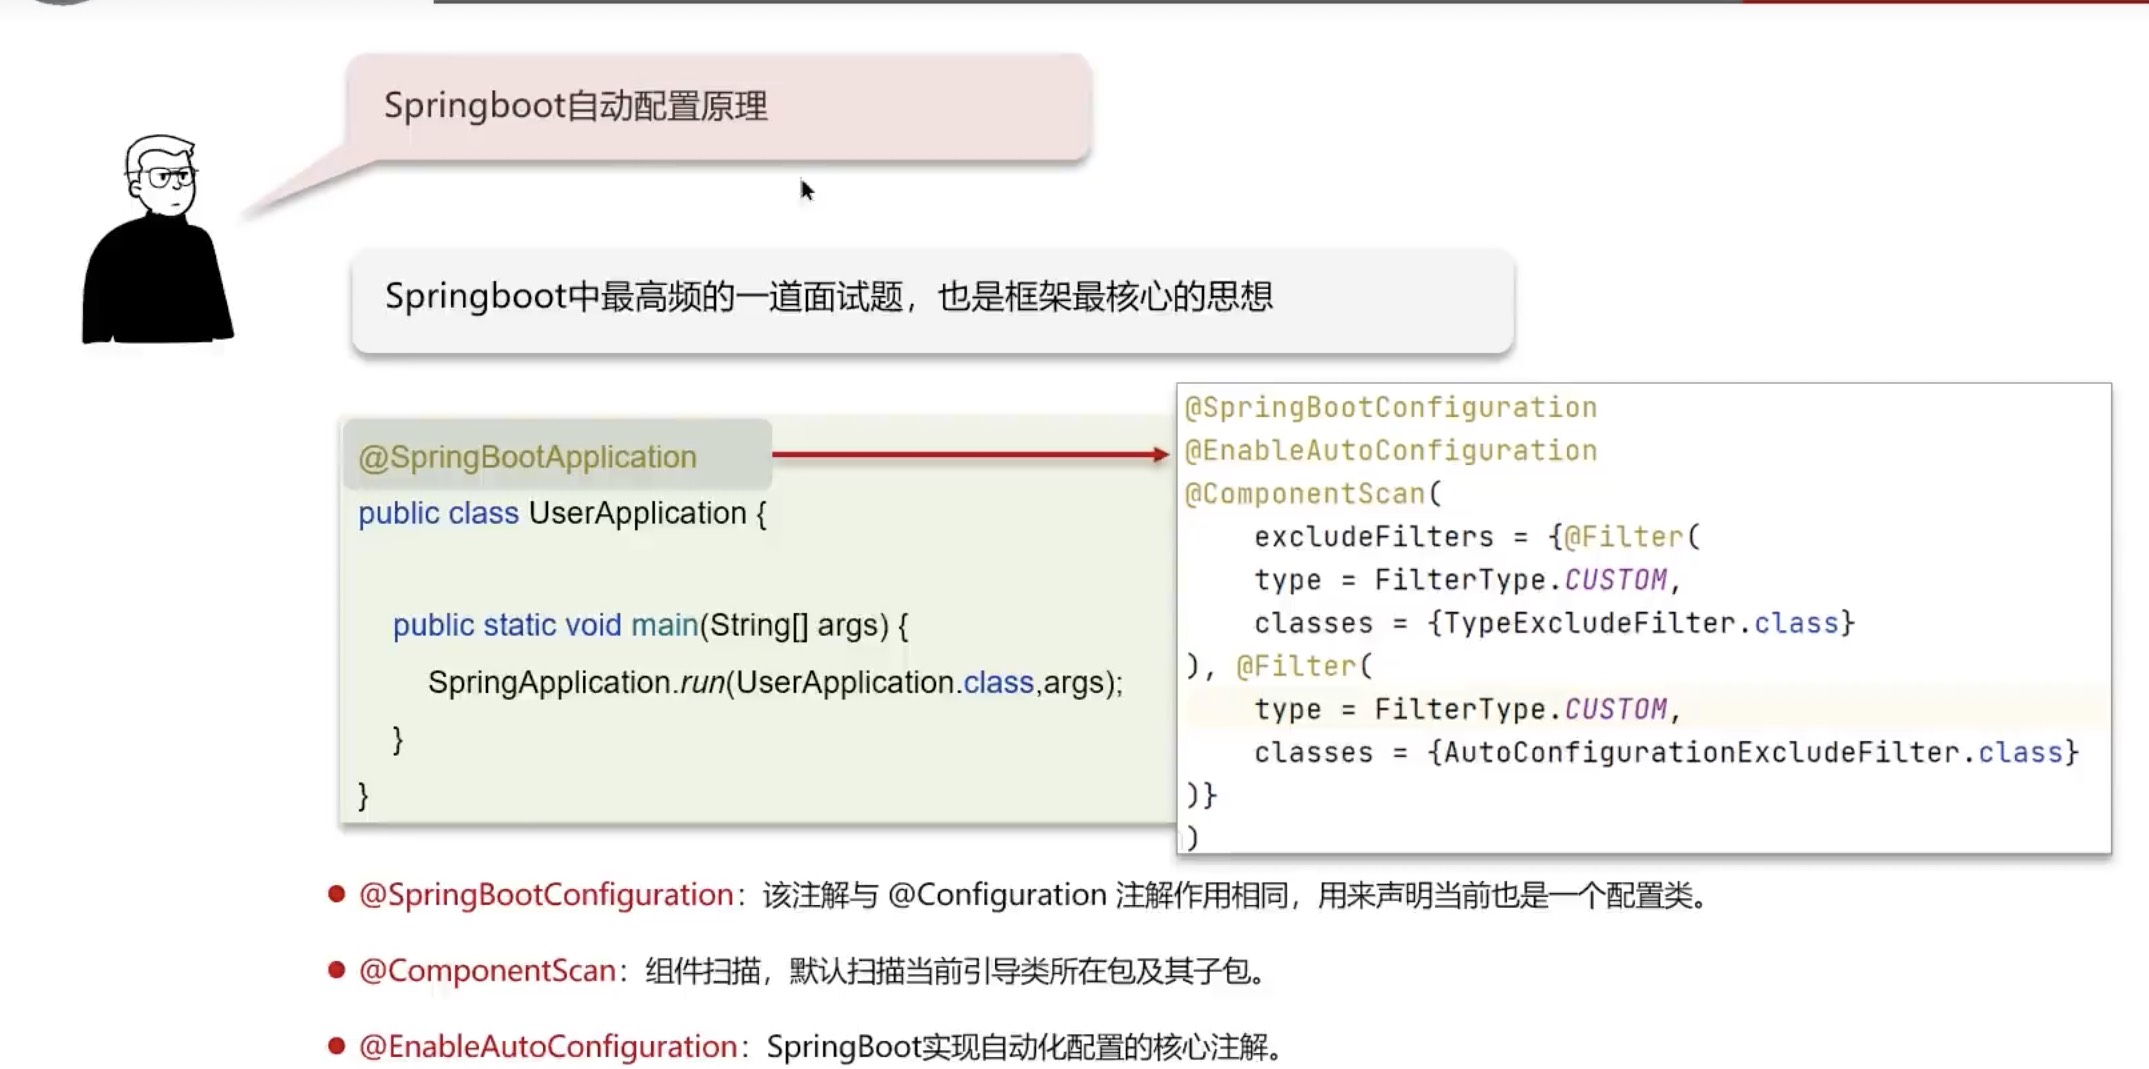 Springboot自动配置原理
Springboot中最高频的一道面试题，也是框架最核心的思想
@SpringBootApplication
public class UserApplication {
public static void main(String[] args) {
SpringApplication.run(UserApplication.class,args);
}
}
@SpringBootConfiguration
@EnableAutoConfiguration
@ComponentScan(
excludeFilters = {@Filter(
type = FilterType.CUSTOM,
classes = {TypeExcludeFilter.class}
), @Filter(
type = FilterType.CUSTOM,
classes = {AutoConfigurationExcludeFilter.class}
)}
)
@SpringBootConfiguration：该注解与 @Configuration 注解作用相同，用来声明当前也是一个配置类。
@ComponentScan：组件扫描，默认扫描当前引导类所在包及其子包。
@EnableAutoConfiguration：SpringBoot实现自动化配置的核心注解。